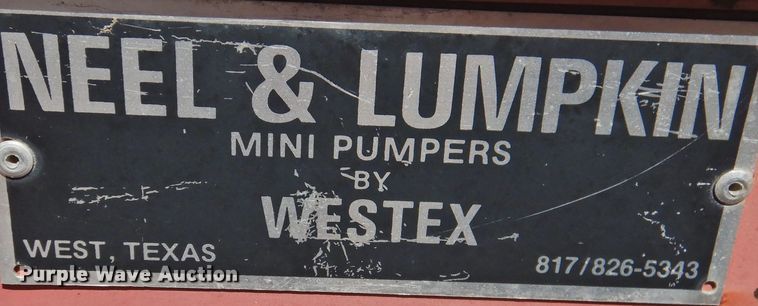 NEEL & LUMPKIN
MINI PUMPERS
BY
WESTEX
WEST, TEXAS
817/826-5343
Purple Wave Auction